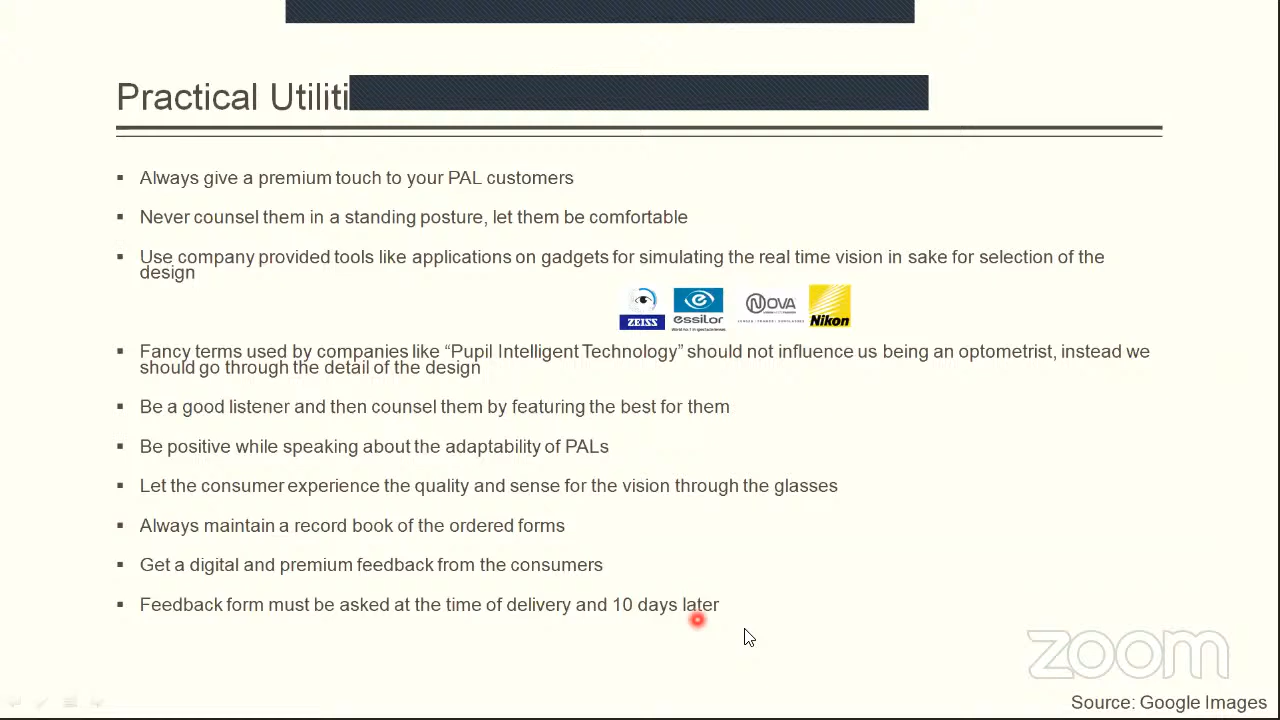 Practical Utiliti
Always give a premium touch to your PAL customers
Never counsel them in a standing posture, let them be comfortable
Use company provided tools like applications on gadgets for simulating the real time vision in sake for selection of the
design
ZEISS
essilor
NOVA
Nikon
Fancy terms used by companies like “Pupil Intelligent Technology” should not influence us being an optometrist, instead we
should go through the detail of the design
Be a good listener and then counsel them by featuring the best for them
Be positive while speaking about the adaptability of PALs
Let the consumer experience the quality and sense for the vision through the glasses
Always maintain a record book of the ordered forms
Get a digital and premium feedback from the consumers
Feedback form must be asked at the time of delivery and 10 days later
zoom
Source: Google Images